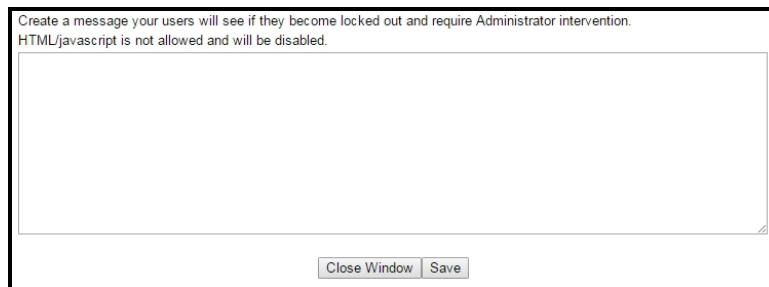 Create a message your users will see if they become locked out and require Administrator intervention.
HTML/javascript is not allowed and will be disabled.
Close Window Save